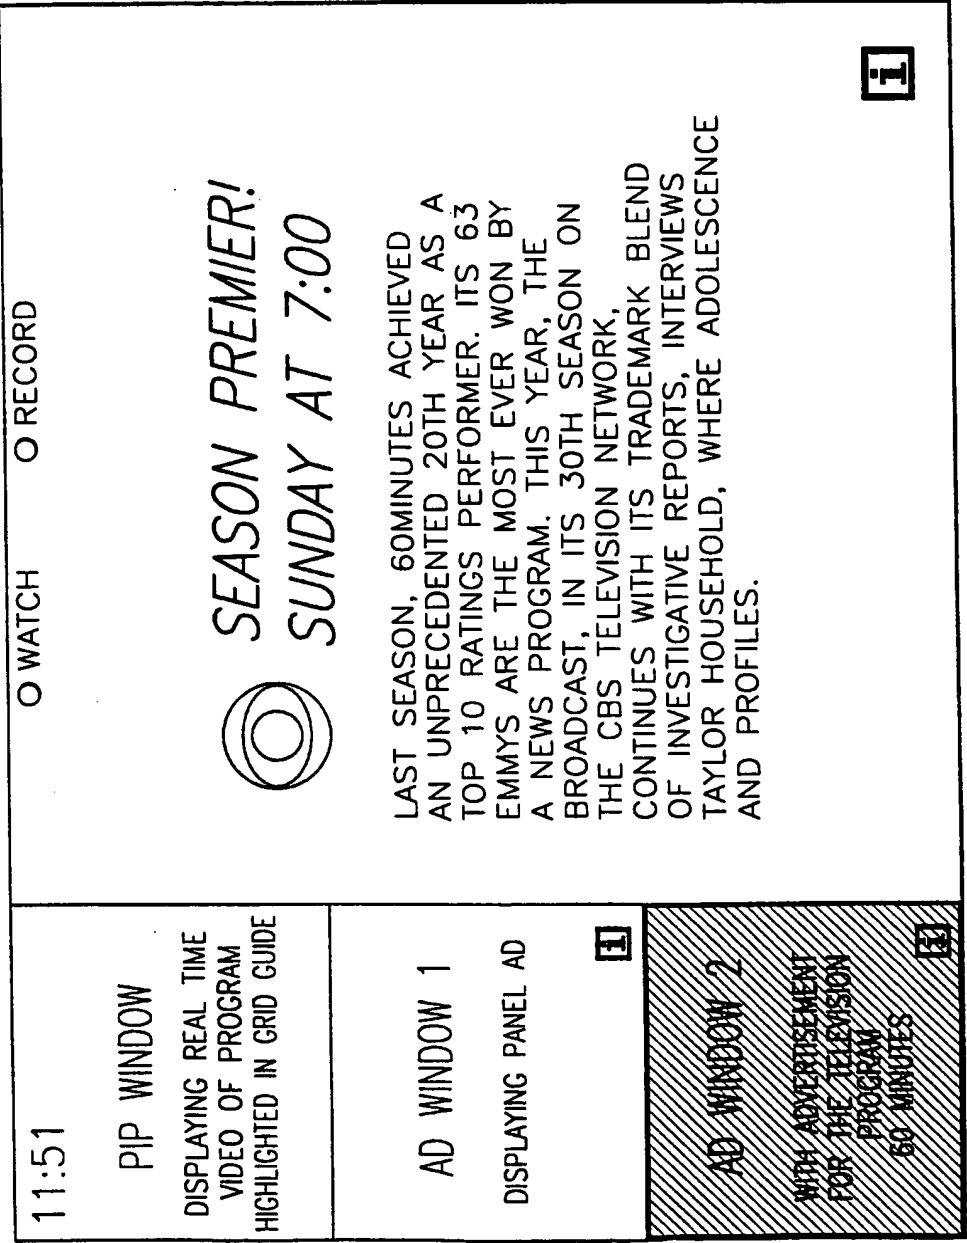 11:51
PIP WINDOW
DISPLAYING REAL TIME
VIDEO OF PROGRAM
HIGHLIGHTED IN GRID GUIDE
AD WINDOW 1
DISPLAYING PANEL AD
i
AD WINDOW 2
WITH ADVERTISEMENT
FOR THE TELEVISION
PROGRAM
60 MINUTES
i
O WATCH O RECORD
SEASON PREMIER!
SUNDAY AT 7:00
LAST SEASON, 60MINUTES ACHIEVED
AN UNPRECEDENTED 20TH YEAR AS A
TOP 10 RATINGS PERFORMER. ITS 63
EMMYS ARE THE MOST EVER WON BY
A NEWS PROGRAM. THIS YEAR, THE
BROADCAST, IN ITS 30TH SEASON ON
THE CBS TELEVISION NETWORK,
CONTINUES WITH ITS TRADEMARK BLEND
OF INVESTIGATIVE REPORTS, INTERVIEWS
TAYLOR HOUSEHOLD, WHERE ADOLESCENCE
AND PROFILES.
i